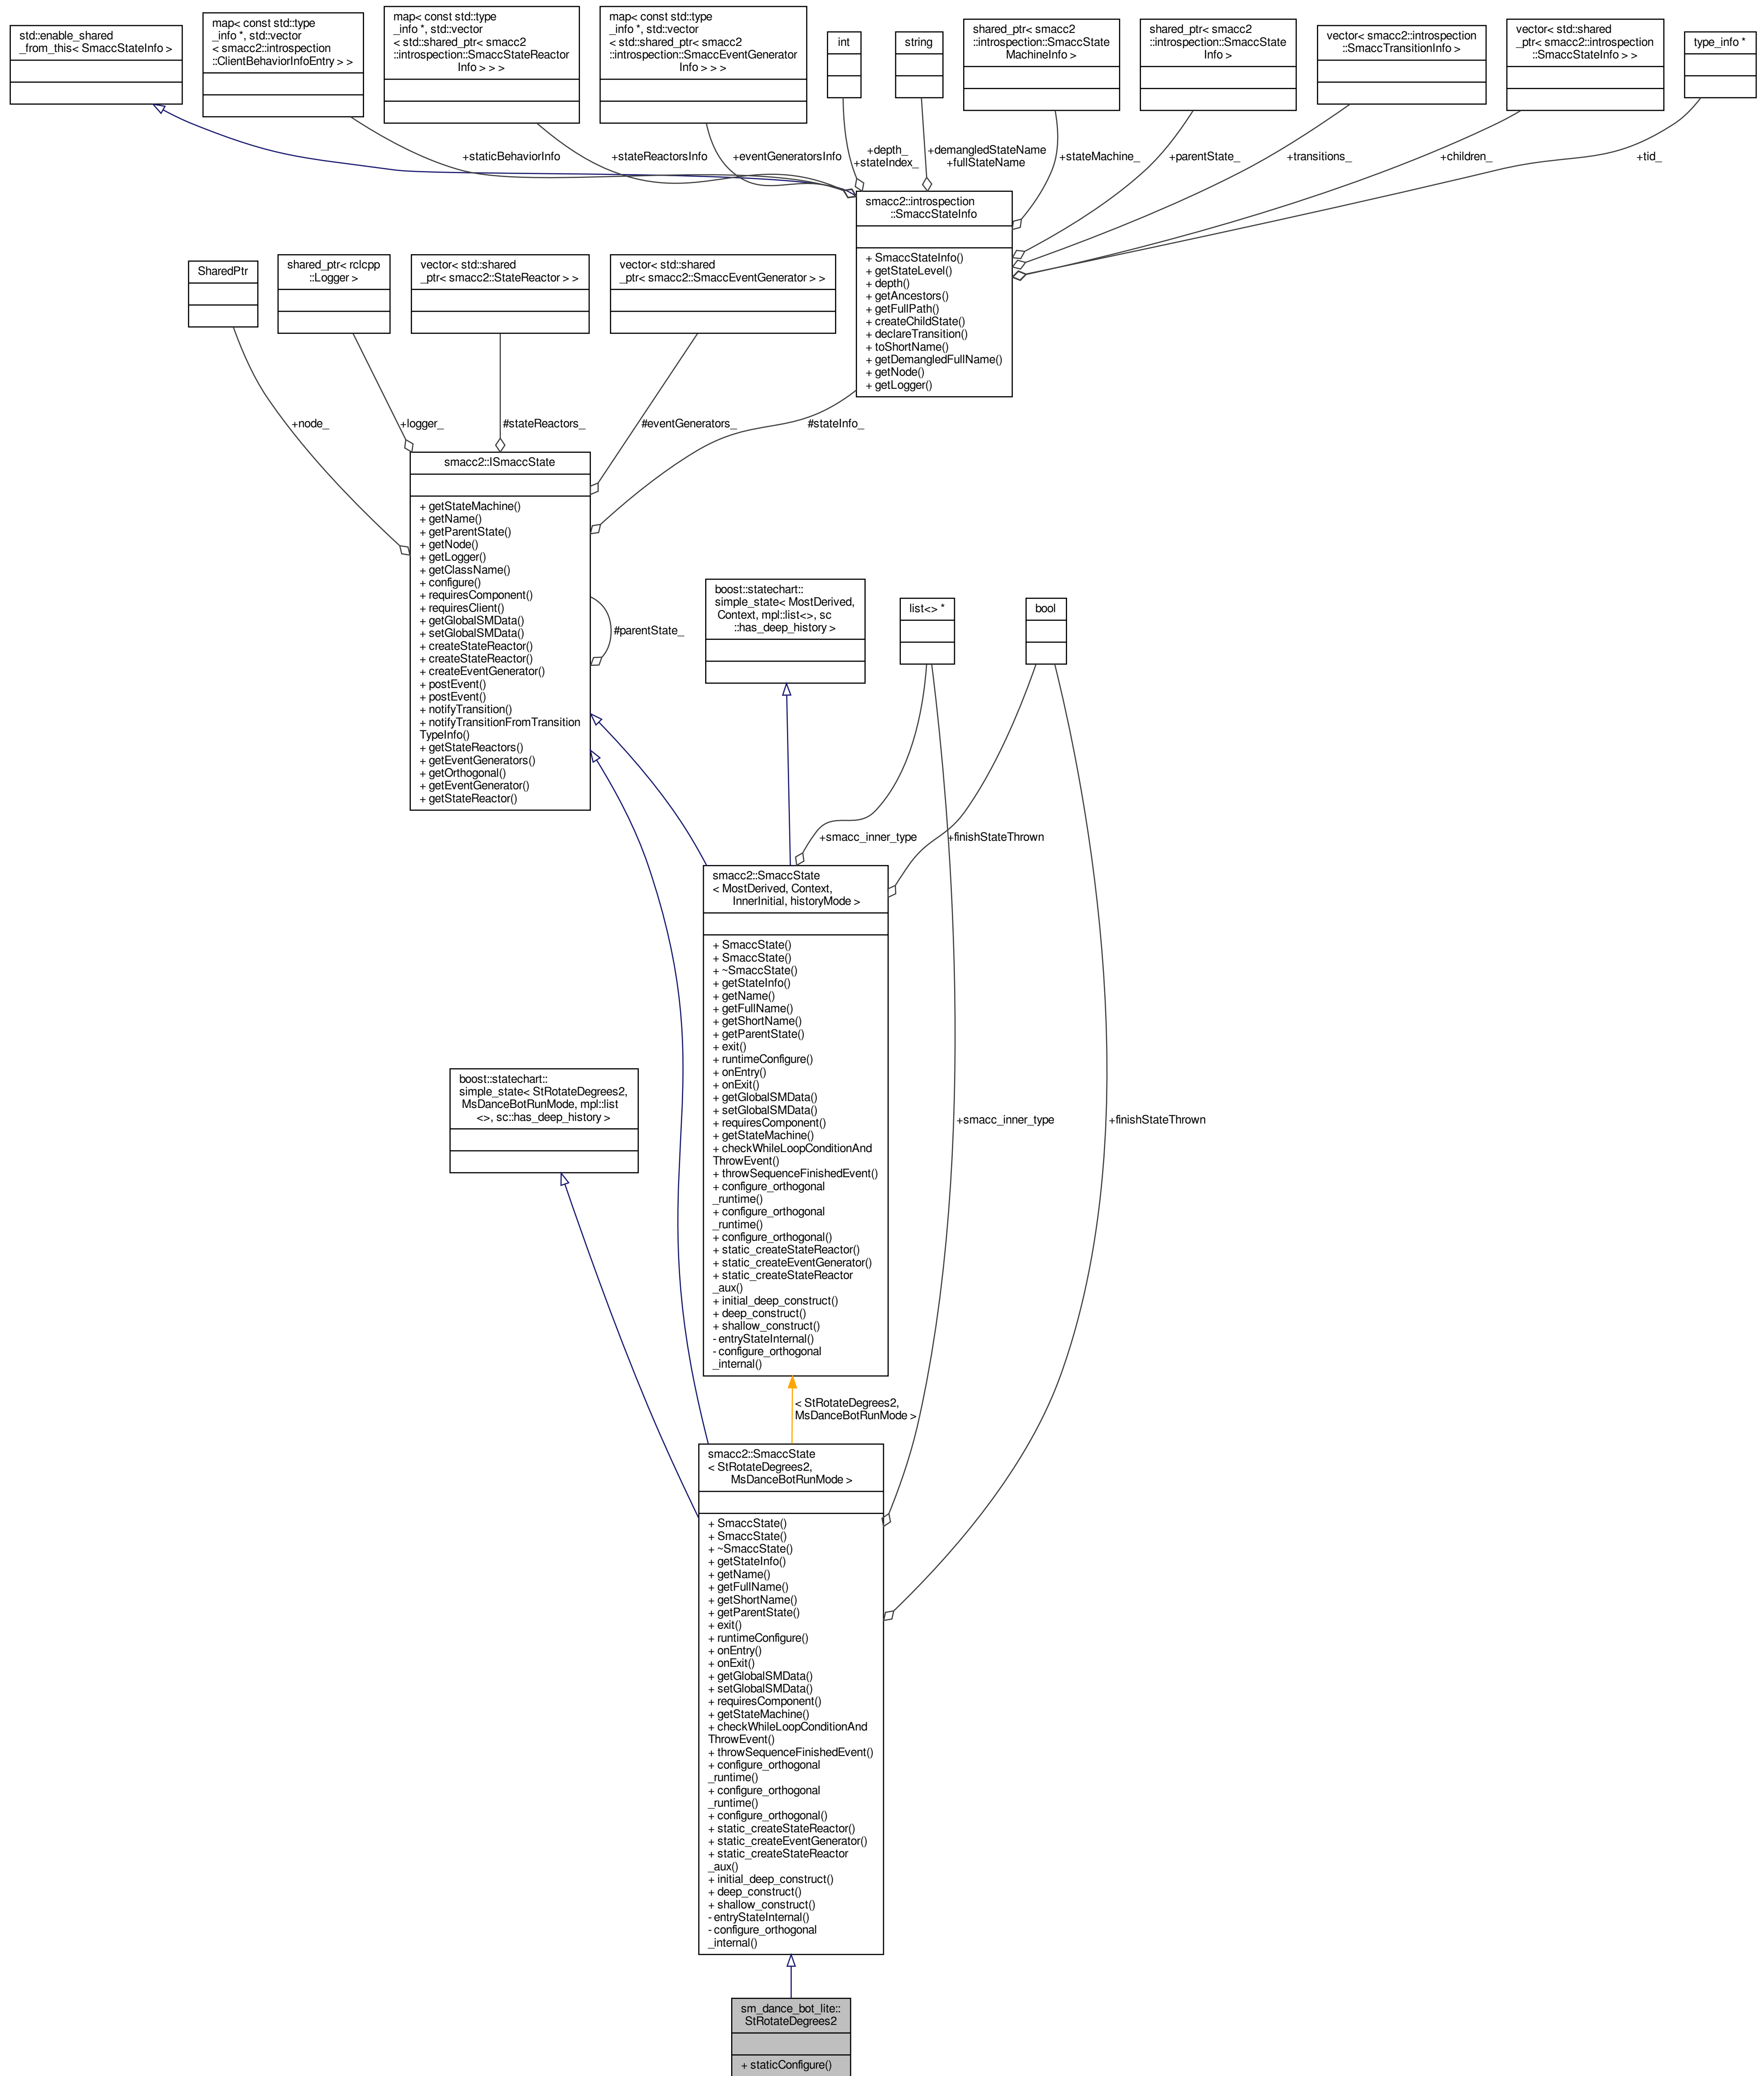 std::enable_shared
_from_this< SmaccStateInfo >
map< const std::type
_info *, std::vector
< smacc2::introspection
::ClientBehaviorInfoEntry > >
map< const std::type
_info *, std::vector
< std::shared_ptr< smacc2
::introspection::SmaccStateReactor
Info > > >
map< const std::type
_info *, std::vector
< std::shared_ptr< smacc2
::introspection::SmaccEventGenerator
Info > > >
int
string
shared_ptr< smacc2
::introspection::SmaccState
MachineInfo >
shared_ptr< smacc2
::introspection::SmaccState
Info >
vector< smacc2::introspection
::SmaccTransitionInfo >
vector< std::shared
_ptr< smacc2::introspection
::SmaccStateInfo > >
type_info *
+staticBehaviorInfo
+stateReactorsInfo
+eventGeneratorsInfo
+depth_
+stateIndex_
+demangledStateName
+fullStateName
+stateMachine_
+parentState_
+transitions_
+children_
+tid_
smacc2::introspection
::SmaccStateInfo
+ SmaccStateInfo()
+ getStateLevel()
+ depth()
+ getAncestors()
+ getFullPath()
+ createChildState()
+ declareTransition()
+ toShortName()
+ getDemangledFullName()
+ getNode()
+ getLogger()
SharedPtr
shared_ptr< rclcpp
::Logger >
vector< std::shared
_ptr< smacc2::StateReactor > >
vector< std::shared
_ptr< smacc2::SmaccEventGenerator > >
+node_
+logger_
#stateReactors_
#eventGenerators_
#stateInfo_
smacc2::ISmaccState
+ getStateMachine()
+ getName()
+ getParentState()
+ getNode()
+ getLogger()
+ getClassName()
+ configure()
+ requiresComponent()
+ requiresClient()
+ getGlobalSMData()
+ setGlobalSMData()
+ createStateReactor()
+ createStateReactor()
+ createEventGenerator()
+ postEvent()
+ postEvent()
+ notifyTransition()
+ notifyTransitionFromTransition
TypeInfo()
+ getStateReactors()
+ getEventGenerators()
+ getOrthogonal()
+ getEventGenerator()
+ getStateReactor()
#parentState_
boost::statechart::
simple_state< MostDerived,
Context, mpl::list<>, sc
::has_deep_history >
list<> *
bool
+smacc_inner_type
+finishStateThrown
smacc2::SmaccState
< MostDerived, Context,
InnerInitial, historyMode >
+ SmaccState()
+ SmaccState()
+ ~SmaccState()
+ getStateInfo()
+ getName()
+ getFullName()
+ getShortName()
+ getParentState()
+ exit()
+ runtimeConfigure()
+ onEntry()
+ onExit()
+ getGlobalSMData()
+ setGlobalSMData()
+ requiresComponent()
+ getStateMachine()
+ checkWhileLoopConditionAnd
ThrowEvent()
+ throwSequenceFinishedEvent()
+ configure_orthogonal
_runtime()
+ configure_orthogonal
_runtime()
+ configure_orthogonal()
+ static_createStateReactor()
+ static_createEventGenerator()
+ static_createStateReactor
_aux()
+ initial_deep_construct()
+ deep_construct()
+ shallow_construct()
- entryStateInternal()
- configure_orthogonal
_internal()
boost::statechart::
simple_state< StRotateDegrees2,
MsDanceBotRunMode, mpl::list
<>, sc::has_deep_history >
+smacc_inner_type
+finishStateThrown
< StRotateDegrees2,
MsDanceBotRunMode >
smacc2::SmaccState
< StRotateDegrees2,
MsDanceBotRunMode >
+ SmaccState()
+ SmaccState()
+ ~SmaccState()
+ getStateInfo()
+ getName()
+ getFullName()
+ getShortName()
+ getParentState()
+ exit()
+ runtimeConfigure()
+ onEntry()
+ onExit()
+ getGlobalSMData()
+ setGlobalSMData()
+ requiresComponent()
+ getStateMachine()
+ checkWhileLoopConditionAnd
ThrowEvent()
+ throwSequenceFinishedEvent()
+ configure_orthogonal
_runtime()
+ configure_orthogonal
_runtime()
+ configure_orthogonal()
+ static_createStateReactor()
+ static_createEventGenerator()
+ static_createStateReactor
_aux()
+ initial_deep_construct()
+ deep_construct()
+ shallow_construct()
- entryStateInternal()
- configure_orthogonal
_internal()
sm_dance_bot_lite::
StRotateDegrees2
+ staticConfigure()